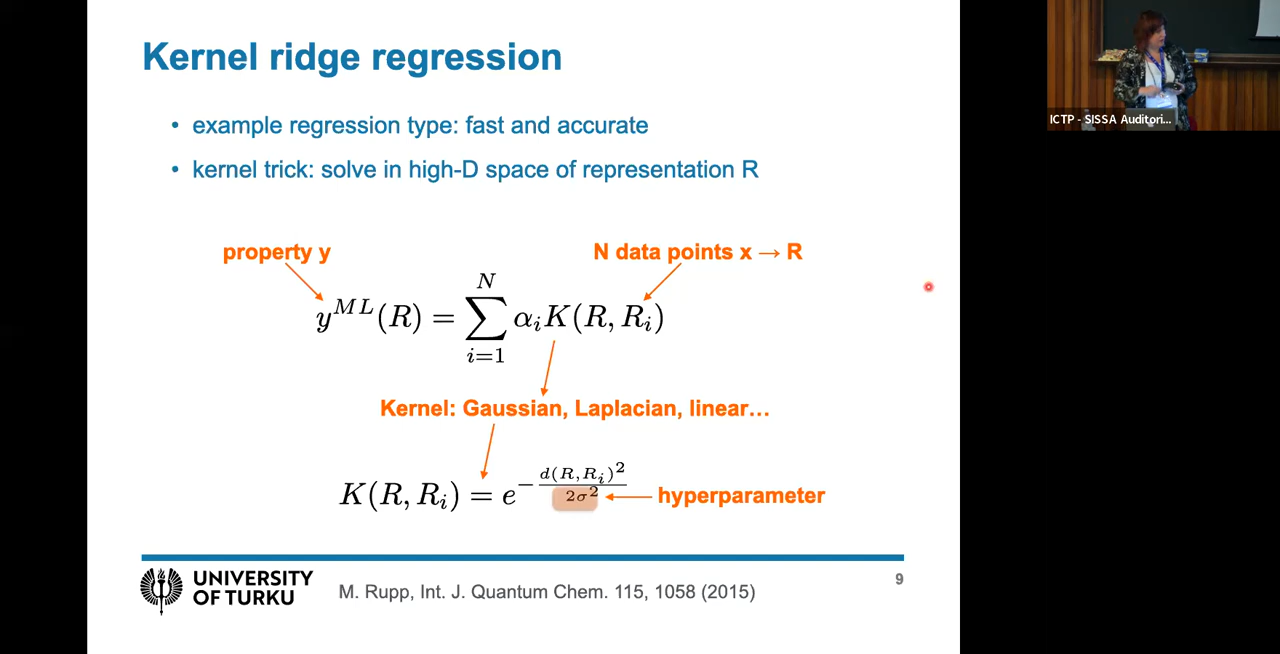 Kernel ridge regression
• example regression type: fast and accurate
• kernel trick: solve in high-D space of representation R
property y
N data points x → R
y^{ML}(R) = \sum_{i=1}^{N} α_i K(R, R_i)
Kernel: Gaussian, Laplacian, linear…
K(R, R_i) = e^{-\frac{d(R,R_i)^2}{2σ^2}}
hyperparameter
9
UNIVERSITY
OF TURKU
M. Rupp, Int. J. Quantum Chem. 115, 1058 (2015)
ICTP - SISSA Auditori...